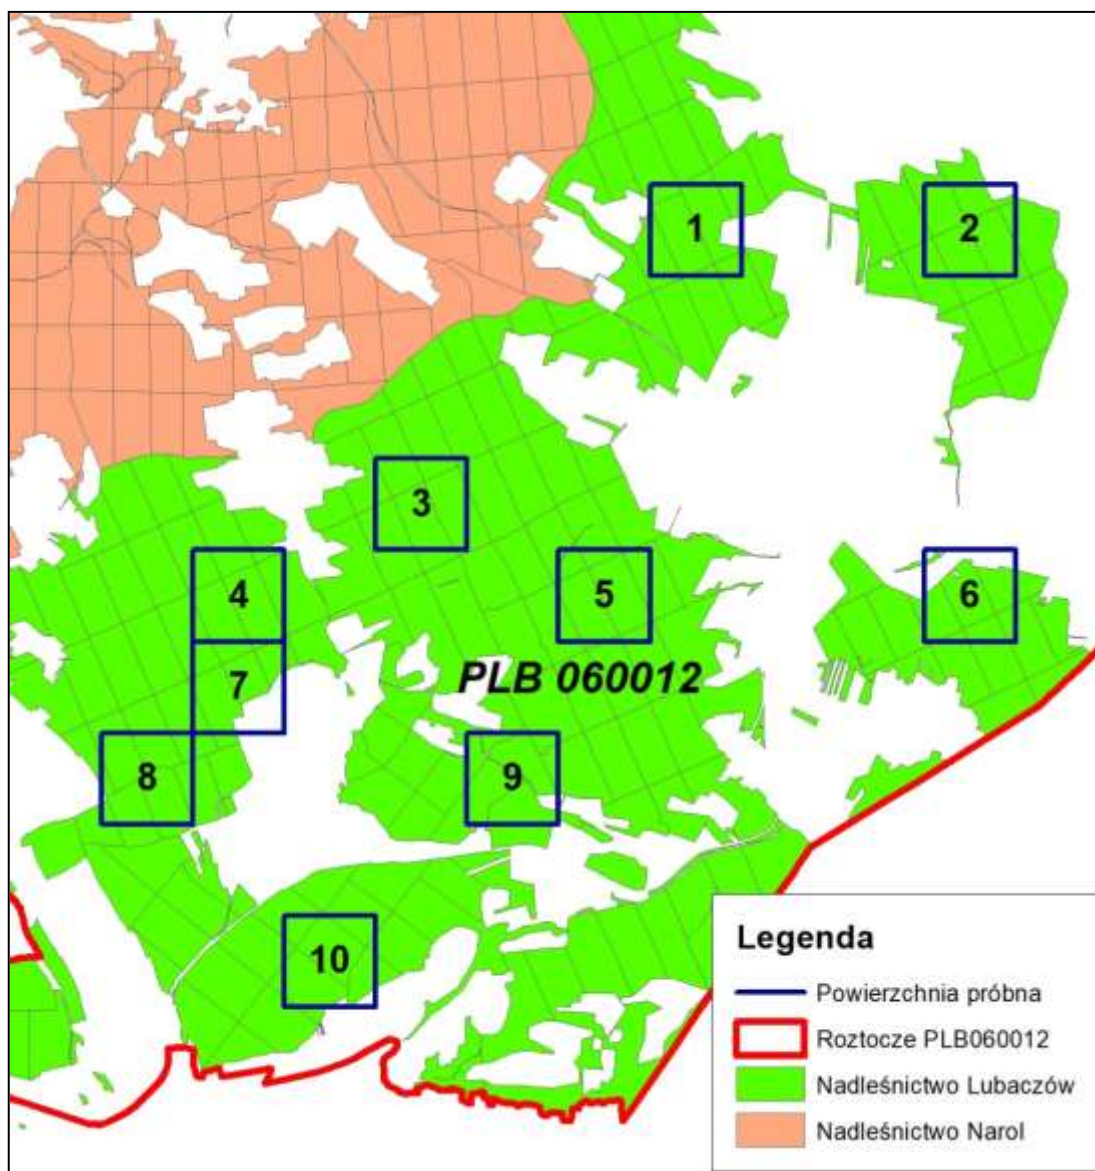 1
2
3
4
5
6
PLB 060012
7
8
9
10
Legenda
Powierzchnia próbna
Roztocze PLB060012
Nadleśnictwo Lubaczów
Nadleśnictwo Narol